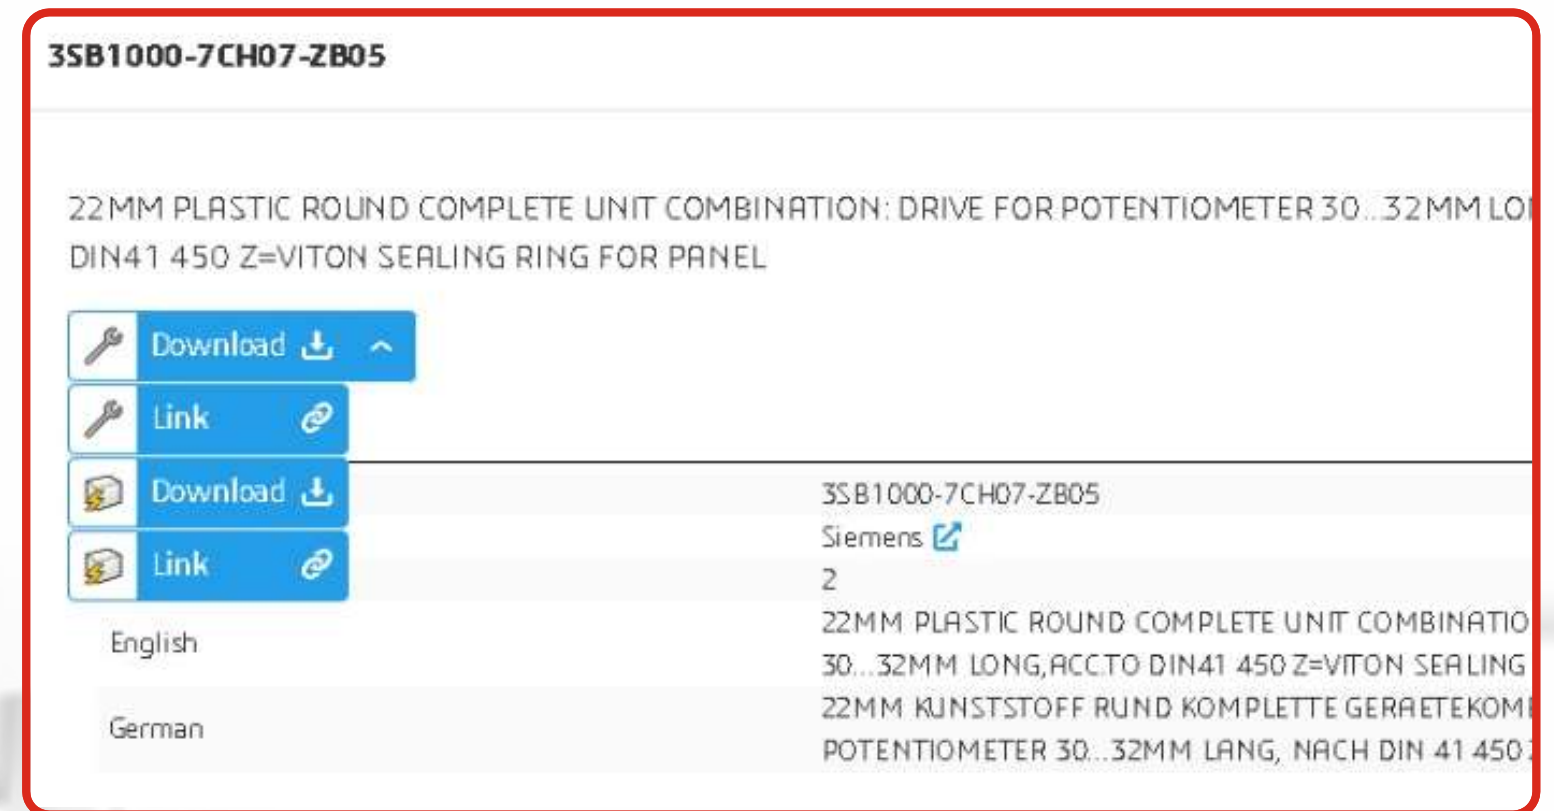 3SB1000-7CH07-ZB05
22MM PLASTIC ROUND COMPLETE UNIT COMBINATION: DRIVE FOR POTENTIOMETER 30...32MM
DIN41 450 Z=VITON SEALING RING FOR PANEL
Download
Link
Download
3SB1000-7CH07-ZB05
Siemens
Link
2
English
22MM PLASTIC ROUND COMPLETE UNIT
30...32MM LONG,ACC.TO DIN41 450 Z=VITON SEALING
German
22MM KUNSTSTOFF RUND KOMPLETTE
POTENTIOMETER 30...32MM LANG, NACH DIN 41 450